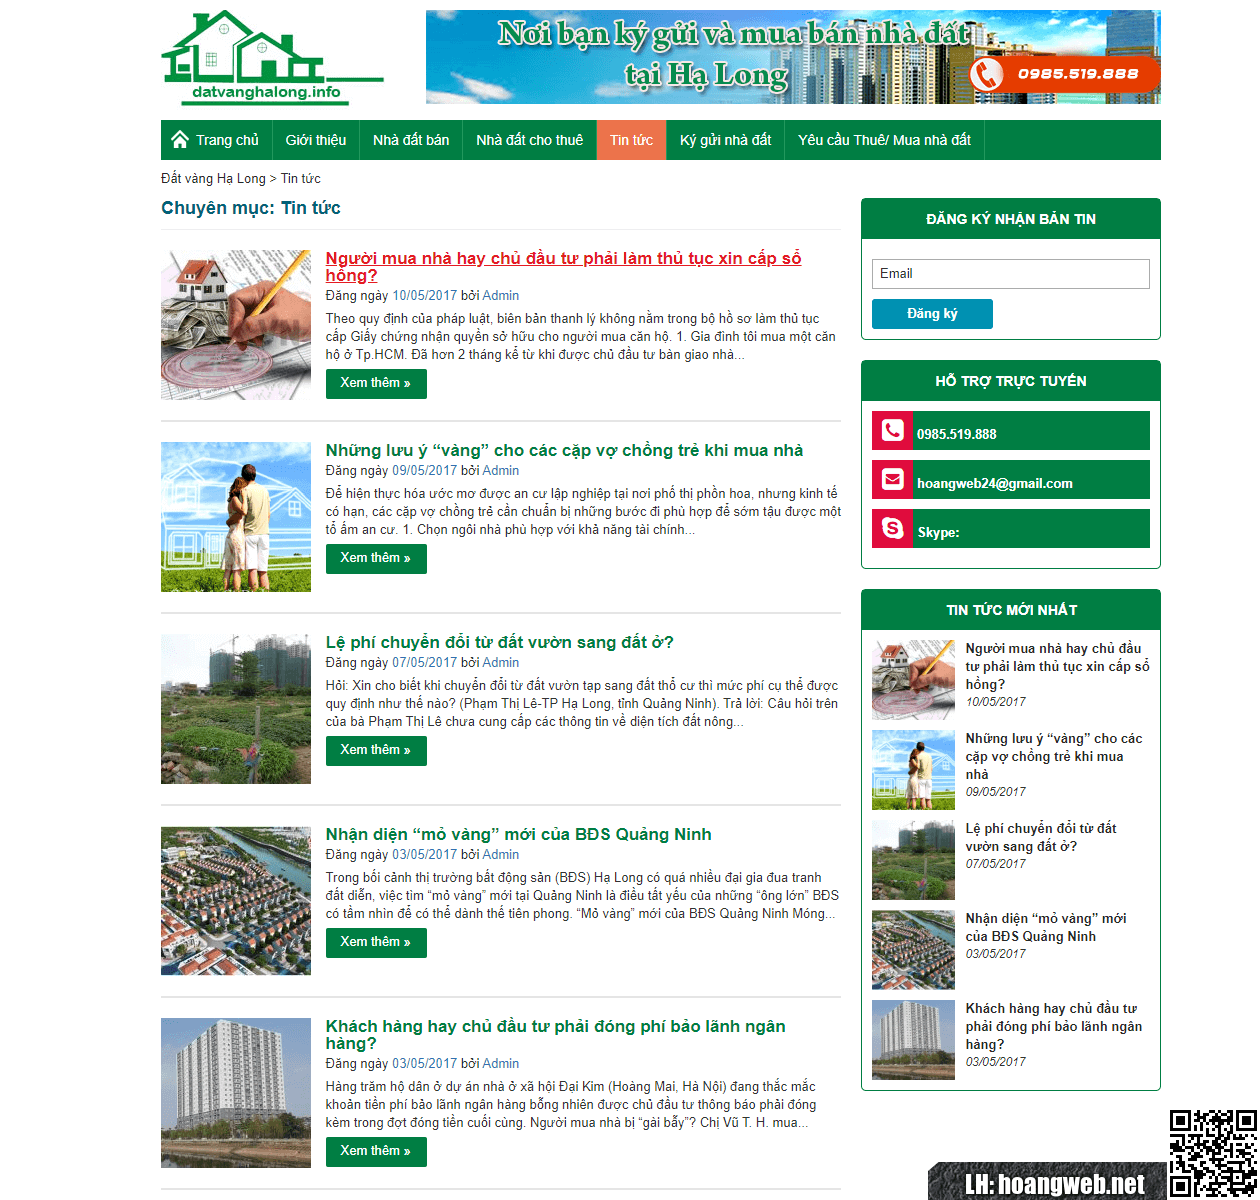 datvanghalong.info
Nơi bạn ký gửi và mua bán nhà đất
tại Hạ Long
0985.519.888
Trang chủ
Giới thiệu
Nhà đất bán
Nhà đất cho thuê
Tin tức
Ký gửi nhà đất
Yêu cầu Thuê/ Mua nhà đất
Đất vàng Hạ Long > Tin tức
Chuyên mục: Tin tức
Người mua nhà hay chủ đầu tư phải làm thủ tục xin cấp sổ
hồng?
Đăng ngày 10/05/2017 bởi Admin
Theo quy định của pháp luật, biên bản thanh lý không nằm trong bộ hồ sơ làm thủ tục
cấp Giấy chứng nhận quyền sở hữu cho người mua căn hộ. 1. Gia đình tôi mua một căn
hộ ở Tp.HCM. Đã hơn 2 tháng kể từ khi được chủ đầu tư bàn giao nhà...
Xem thêm »
Những lưu ý “vàng” cho các cặp vợ chồng trẻ khi mua nhà
Đăng ngày 09/05/2017 bởi Admin
Để hiện thực hóa ước mơ được an cư lập nghiệp tại nơi phố thị phồn hoa, nhưng kinh tế
có hạn, các cặp vợ chồng trẻ cần chuẩn bị những bước đi phù hợp để sớm tậu được một
tổ ấm an cư. 1. Chọn ngôi nhà phù hợp với khả năng tài chính...
Xem thêm »
Lệ phí chuyển đổi từ đất vườn sang đất ở?
Đăng ngày 07/05/2017 bởi Admin
Hỏi: Xin cho biết khi chuyển đổi từ đất vườn tạp sang đất thổ cư thì mức phí cụ thể được
quy định như thế nào? (Phạm Thị Lê-TP Hạ Long, tỉnh Quảng Ninh). Trả lời: Câu hỏi trên
của bà Phạm Thị Lê chưa cung cấp các thông tin về diện tích đất nông...
Xem thêm »
Nhận diện “mỏ vàng” mới của BĐS Quảng Ninh
Đăng ngày 03/05/2017 bởi Admin
Trong bối cảnh thị trường bất động sản (BĐS) Hạ Long có quá nhiều đại gia đua tranh
đất diễn, việc tìm “mỏ vàng” mới tại Quảng Ninh là điều tất yếu của những “ông lớn” BĐS
có tầm nhìn để có thể dành thế tiên phong. “Mỏ vàng” mới của BĐS Quảng Ninh Móng...
Xem thêm »
Khách hàng hay chủ đầu tư phải đóng phí bảo lãnh ngân
hàng?
Đăng ngày 03/05/2017 bởi Admin
Hàng trăm hộ dân ở dự án nhà ở xã hội Đại Kim (Hoàng Mai, Hà Nội) đang thắc mắc
khoản tiền phí bảo lãnh ngân hàng bỗng nhiên được chủ đầu tư thông báo phải đóng
kèm trong đợt đóng tiền cuối cùng. Người mua nhà bị “gài bẫy”? Chị Vũ T. H. mua...
Xem thêm »
ĐĂNG KÝ NHẬN BẢN TIN
Email
Đăng ký
HỖ TRỢ TRỰC TUYẾN
0985.519.888
hoangweb24@gmail.com
Skype:
TIN TỨC MỚI NHẤT
Người mua nhà hay chủ đầu
tư phải làm thủ tục xin cấp sổ
hồng?
10/05/2017
Những lưu ý “vàng” cho các
cặp vợ chồng trẻ khi mua
nhà
09/05/2017
Lệ phí chuyển đổi từ đất
vườn sang đất ở?
07/05/2017
Nhận diện “mỏ vàng” mới
của BĐS Quảng Ninh
03/05/2017
Khách hàng hay chủ đầu tư
phải đóng phí bảo lãnh ngân
hàng?
03/05/2017
LH: hoangweb.net